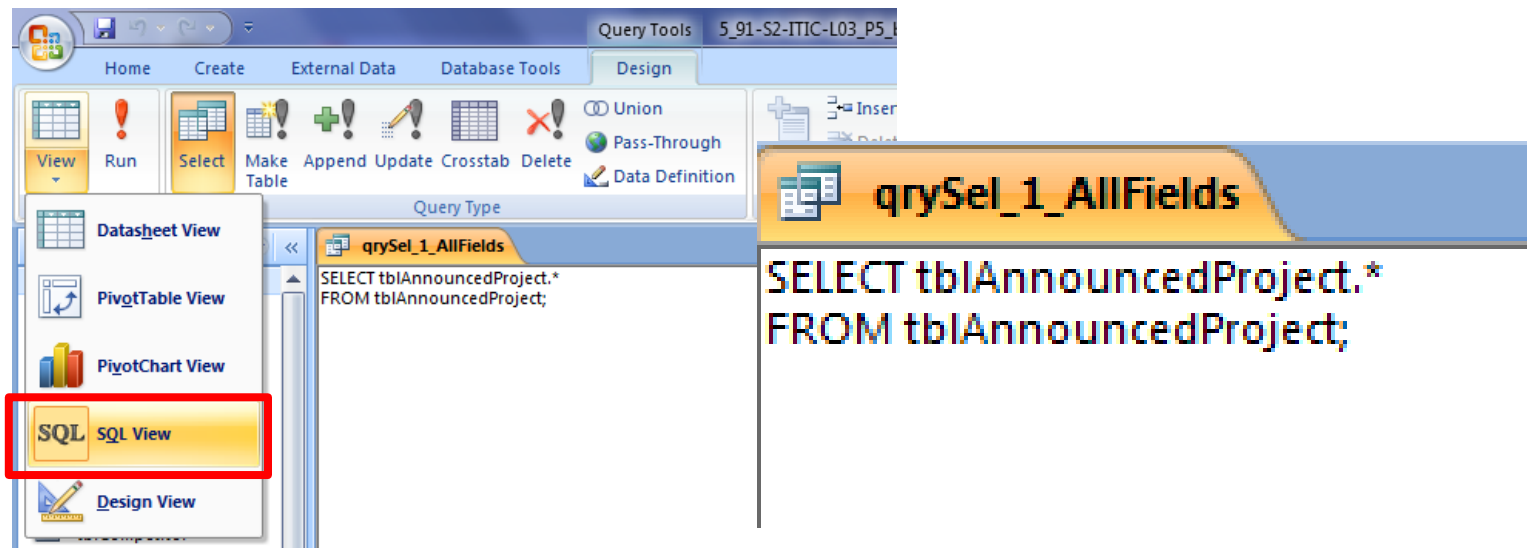 Query Tools 5_91-S2-ITIC-L03_P5_
Home Create External Data Database Tools Design
View Run Select Make Table Append Update Crosstab Delete
Union
Pass-Through
Data Definition
Query Type
Inser
Delet
Datasheet View
PivotTable View
PivotChart View
SQL SQL View
Design View
qrySel_1_AllFields
SELECT tblAnnouncedProject.*
FROM tblAnnouncedProject;
qrySel_1_AllFields
SELECT tblAnnouncedProject.*
FROM tblAnnouncedProject;